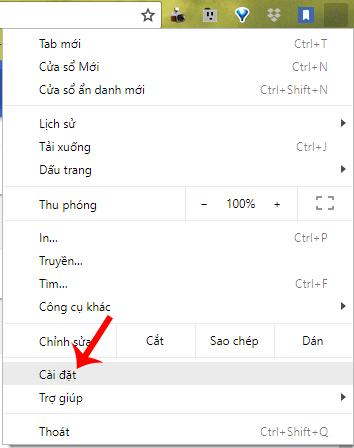 Tab mới Ctrl+T
Cửa sổ Mới Ctrl+N
Cửa sổ ẩn danh mới Ctrl+Shift+N
Lịch sử
Tải xuống Ctrl+J
Dấu trang
Thu phóng − 100% +
In... Ctrl+P
Truyền...
Tìm... Ctrl+F
Công cụ khác
Chỉnh sửa Cắt Sao chép Dán
Cài đặt
Trợ giúp
Thoát Ctrl+Shift+Q